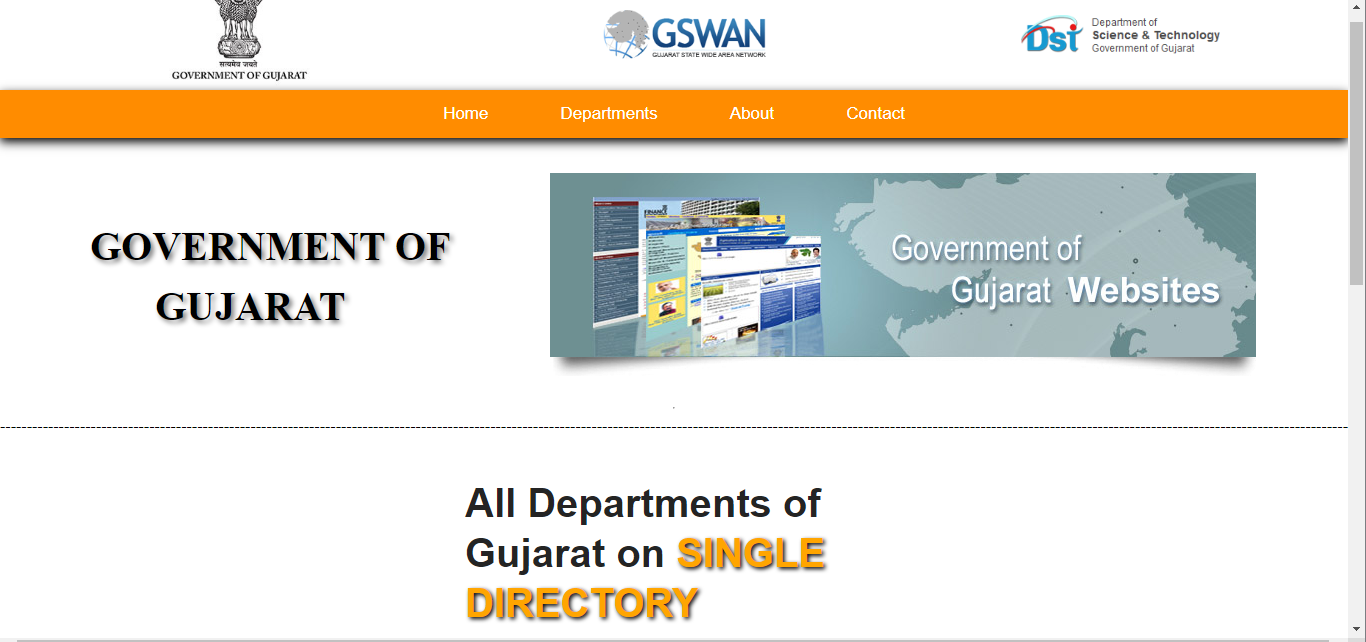 सत्यमेव जयते
GOVERNMENT OF GUJARAT
GSWAN
GUJARAT STATE WIDE AREA NETWORK
DST
Department of
Science & Technology
Government of Gujarat
Home Departments About Contact
GOVERNMENT OF
GUJARAT
Government of
Gujarat Websites
All Departments of
Gujarat on SINGLE
DIRECTORY